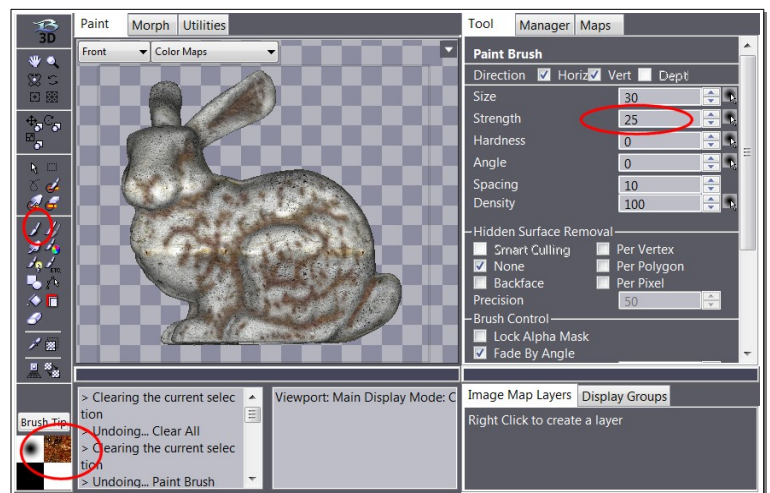 3D
Paint Morph Utilities
Front Color Maps
Brush Tip
> Clearing the current selec
tion
> Undoing... Clear All
> Clearing the current selec
tion
> Undoing... Paint Brush
Viewport: Main Display Mode: C
Tool Manager Maps
Paint Brush
Direction Horiz Vert Dept
Size 30
Strength 25
Hardness 0
Angle 0
Spacing 10
Density 100
Hidden Surface Removal
Smart Culling Per Vertex
None Per Polygon
Backface Per Pixel
Precision 50
Brush Control
Lock Alpha Mask
Fade By Angle
Image Map Layers Display Groups
Right Click to create a layer